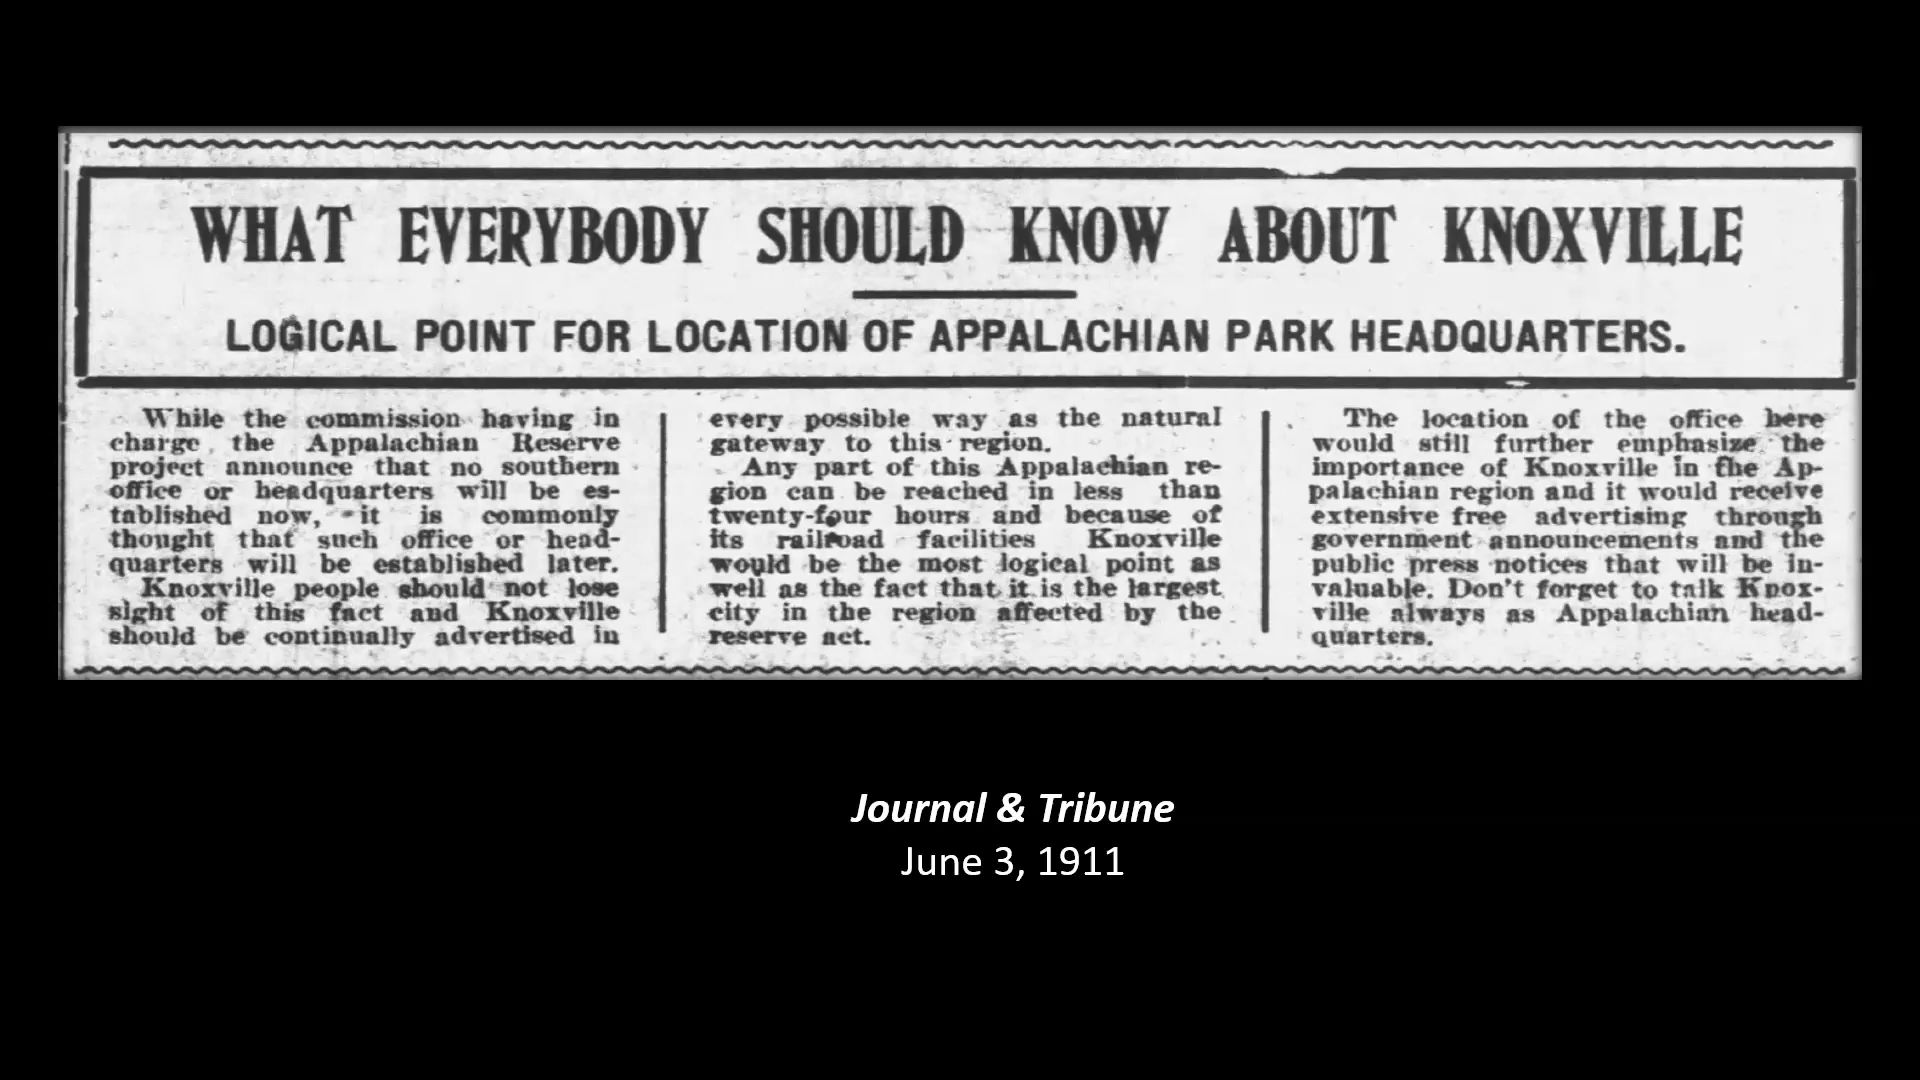 WHAT EVERYBODY SHOULD KNOW ABOUT KNOXVILLE
LOGICAL POINT FOR LOCATION OF APPALACHIAN PARK HEADQUARTERS.
While the commission having in
charge the Appalachian Reserve
project announce that no southern
office or headquarters will be es-
tablished now, it is commonly
thought that such office or head-
quarters will be established later.
Knoxville people should not lose
sight of this fact and Knoxville
should be continually advertised in
every possible way as the natural
gateway to this region.
Any part of this Appalachian re-
gion can be reached in less than
twenty-four hours and because of
its railroad facilities Knoxville
would be the most logical point as
well as the fact that it is the largest
city in the region affected by the
reserve act.
The location of the office here
would still further emphasize the
importance of Knoxville in the Ap-
palachian region and it would receive
extensive free advertising through
government announcements and the
public press notices that will be in-
valuable. Don't forget to talk Knox-
ville always as Appalachian head-
quarters.
Journal & Tribune
June 3, 1911